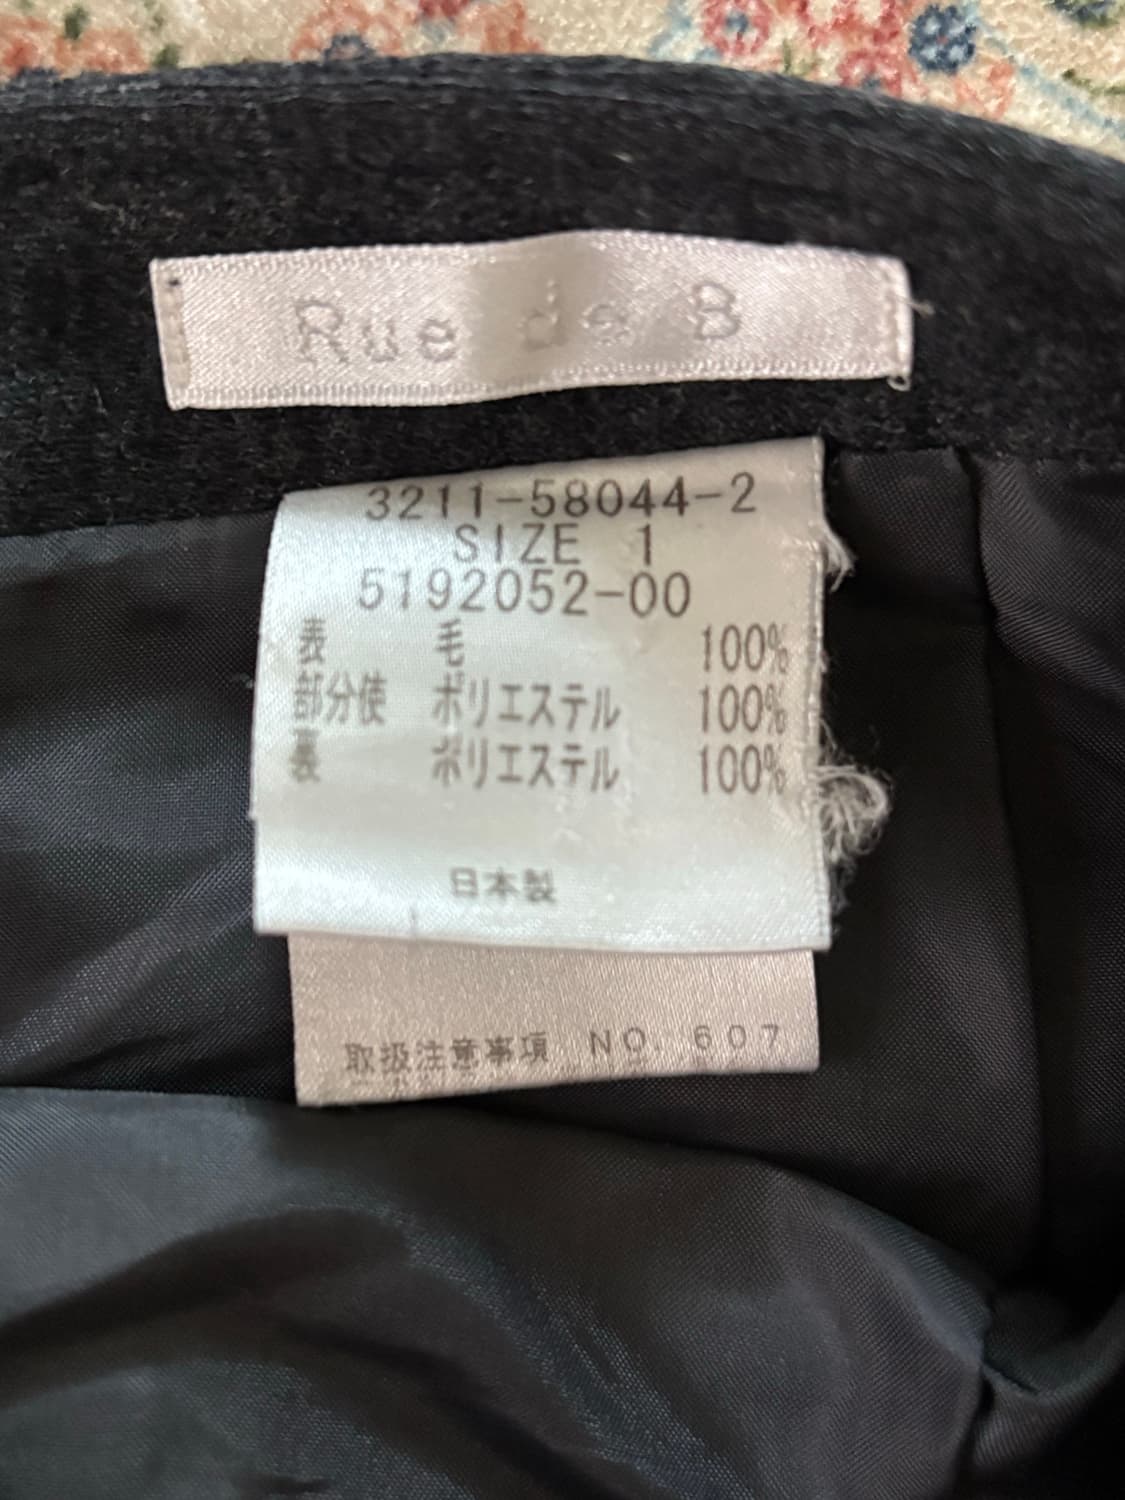 Rue de B
3211-58044-2
SIZE 1
5192052-00
表 毛 100%
部分使 ポリエステル 100%
裏 ポリエステル 100%
日本製
取扱注意事項 NO. 607